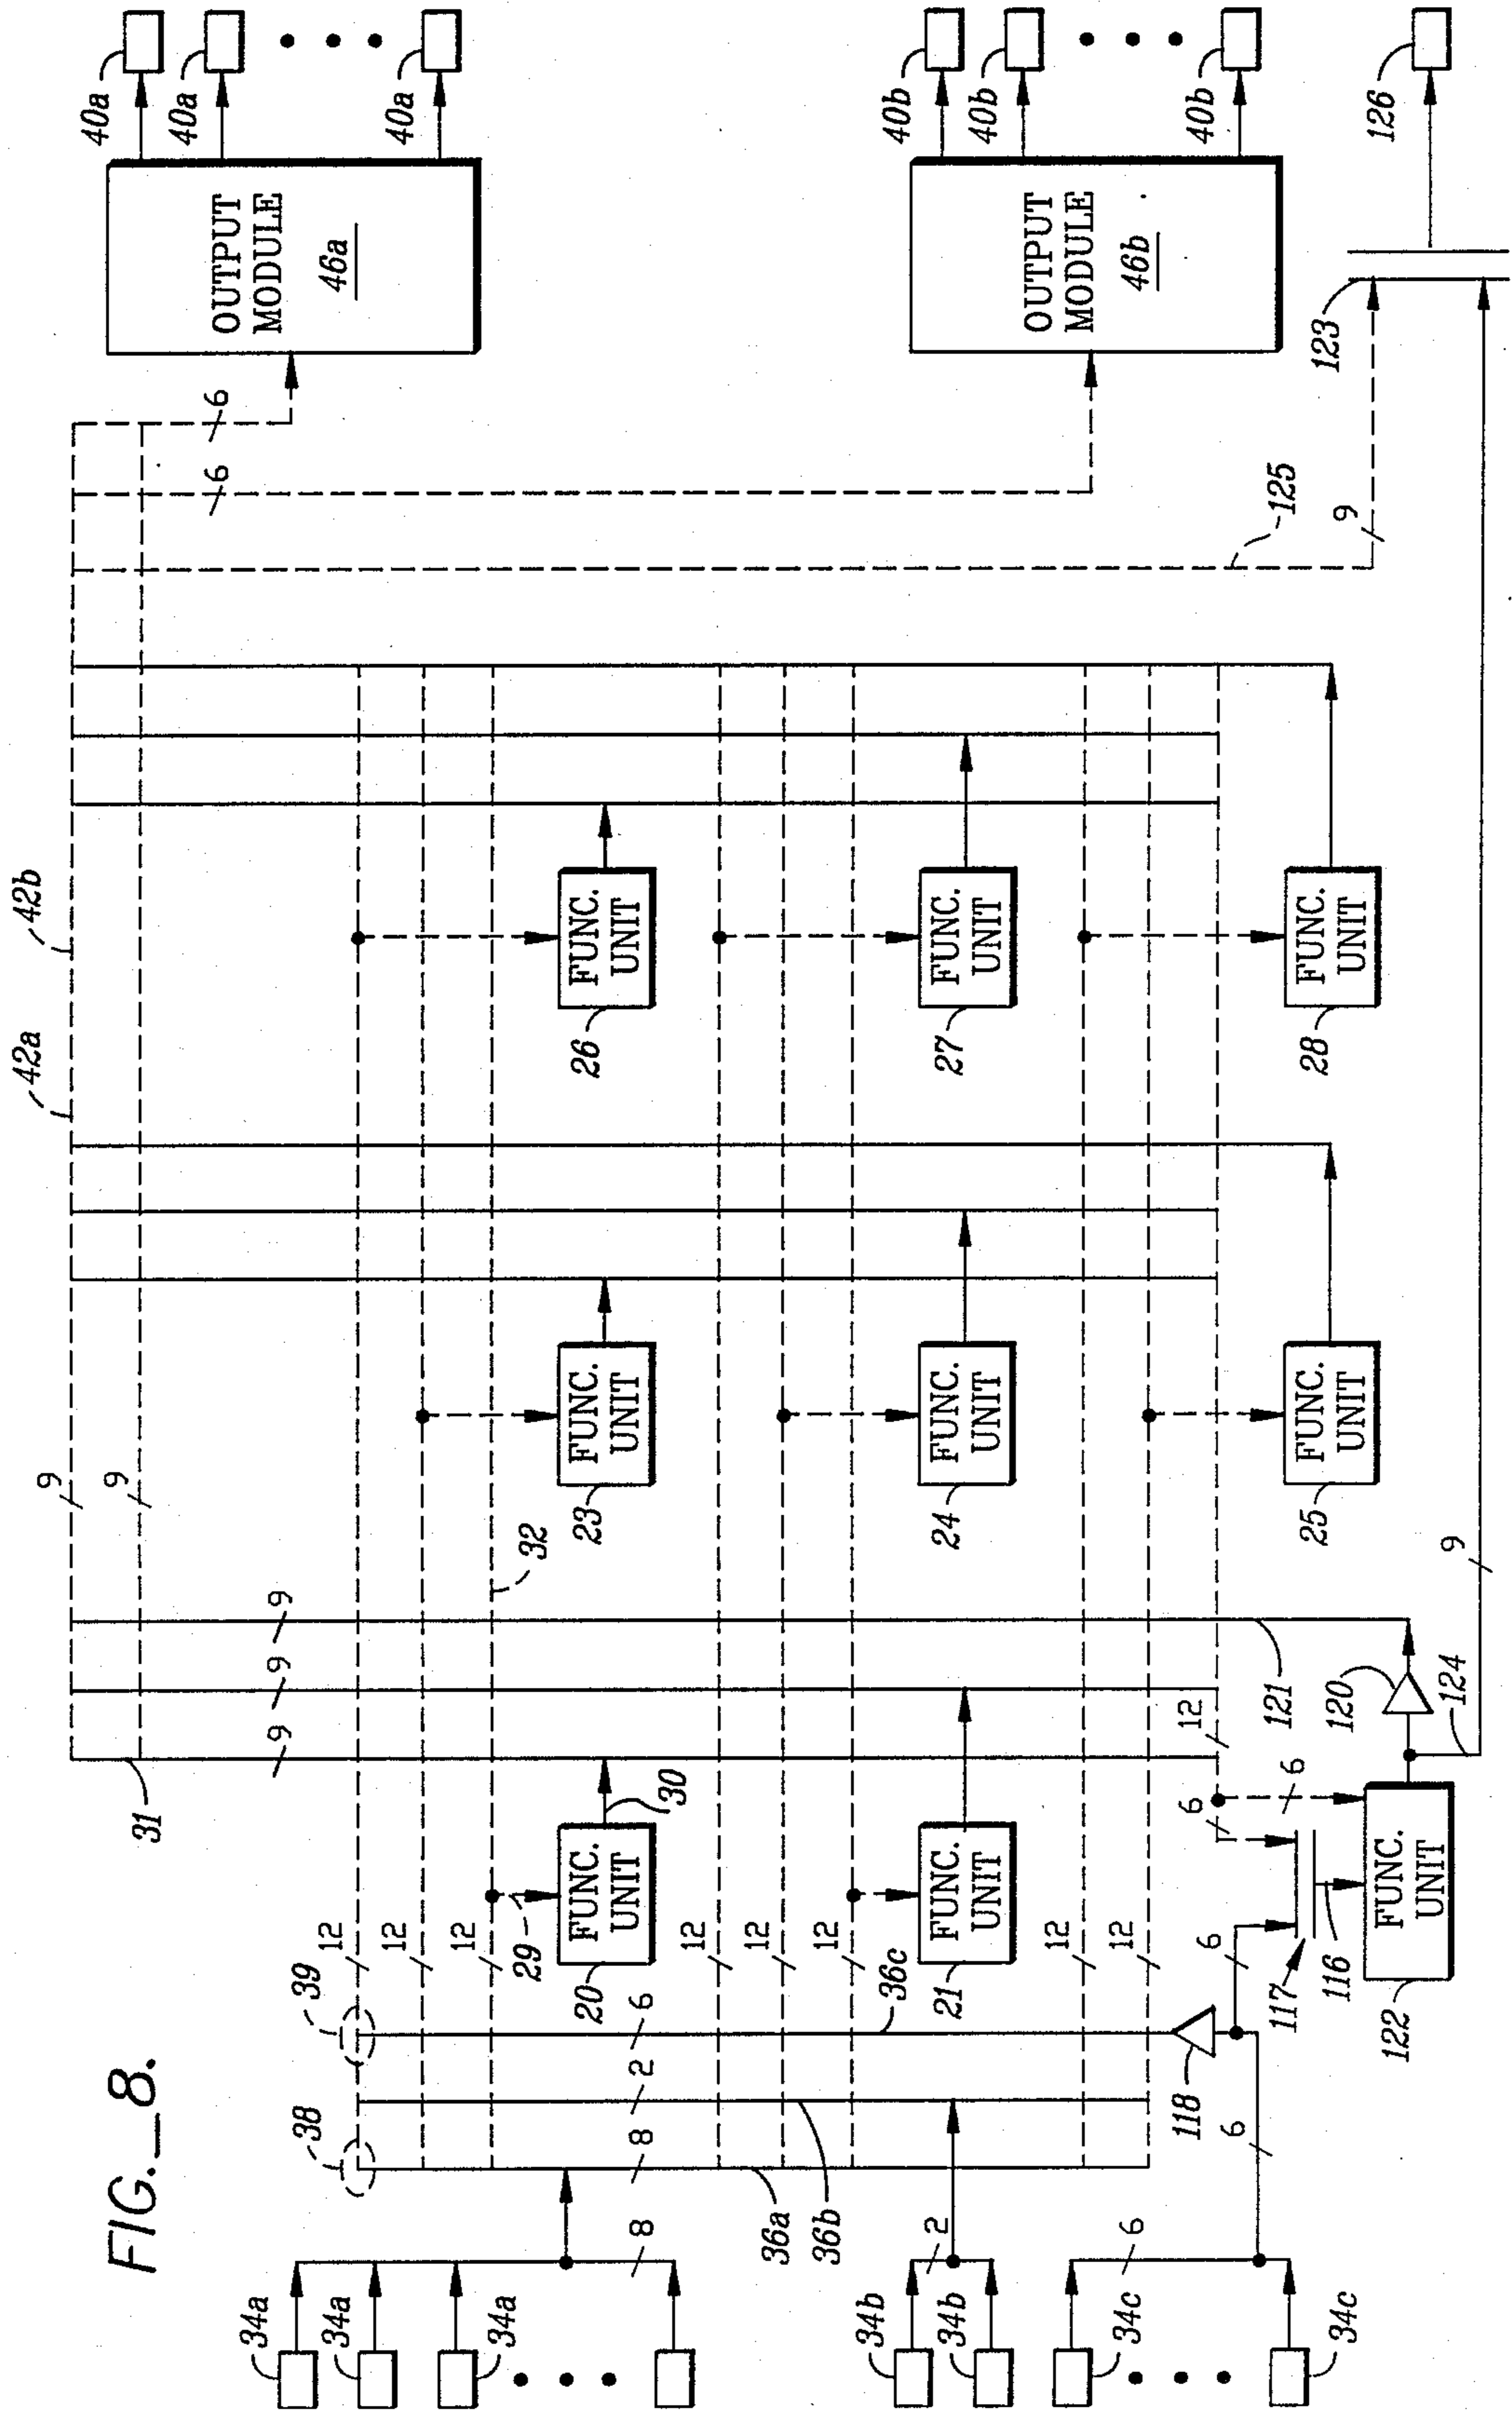 FIG._8.
34a
34a
34a
34b
34b
34c
34c
8
2
6
6
38
39
36a
36b
36c
8
2
6
118
6
12
12
12
12
12
12
12
12
12
29
30
31
32
FUNC.
UNIT
20
FUNC.
UNIT
21
117
116
6
6
FUNC.
UNIT
122
120
121
124
9
9
9
9
9
9
FUNC.
UNIT
23
FUNC.
UNIT
24
FUNC.
UNIT
25
42a
42b
FUNC.
UNIT
26
FUNC.
UNIT
27
FUNC.
UNIT
28
125
9
6
6
OUTPUT
MODULE
46a
OUTPUT
MODULE
46b
123
40a
40a
40a
40b
40b
40b
126